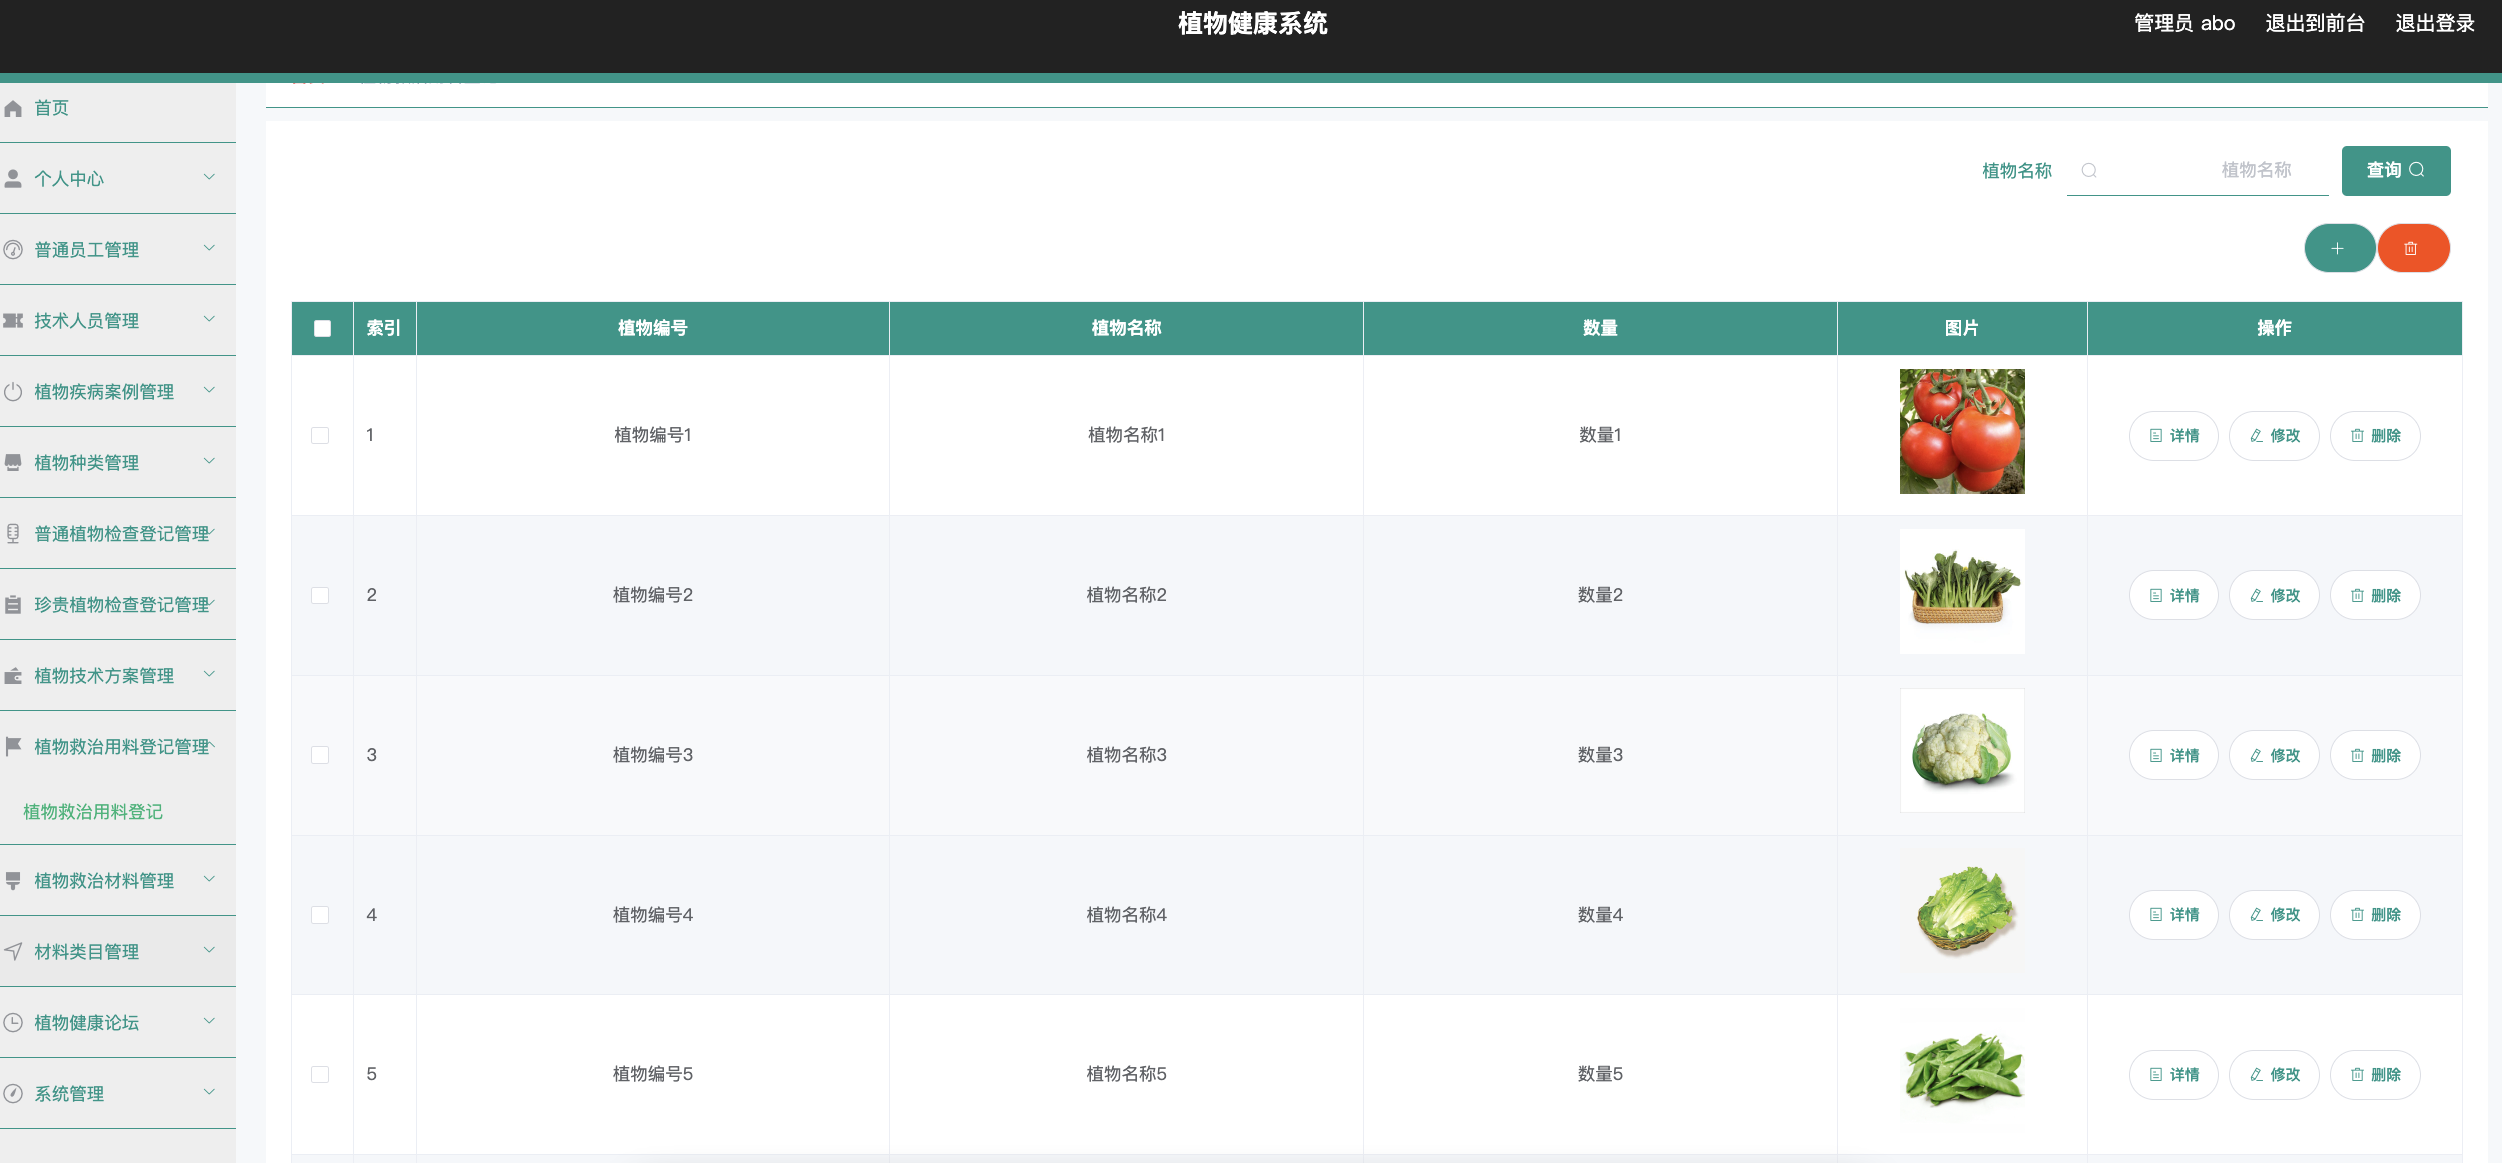 植物健康系统
管理员 abo 退出到前台 退出登录
首页
个人中心
普通员工管理
技术人员管理
植物疾病案例管理
植物种类管理
普通植物检查登记管理
珍贵植物检查登记管理
植物技术方案管理
植物救治用料登记管理
植物救治用料登记
植物救治材料管理
材料类目管理
植物健康论坛
系统管理
植物名称 植物名称 查询
索引 植物编号 植物名称 数量 图片 操作
1 植物编号1 植物名称1 数量1 详情 修改 删除
2 植物编号2 植物名称2 数量2 详情 修改 删除
3 植物编号3 植物名称3 数量3 详情 修改 删除
4 植物编号4 植物名称4 数量4 详情 修改 删除
5 植物编号5 植物名称5 数量5 详情 修改 删除